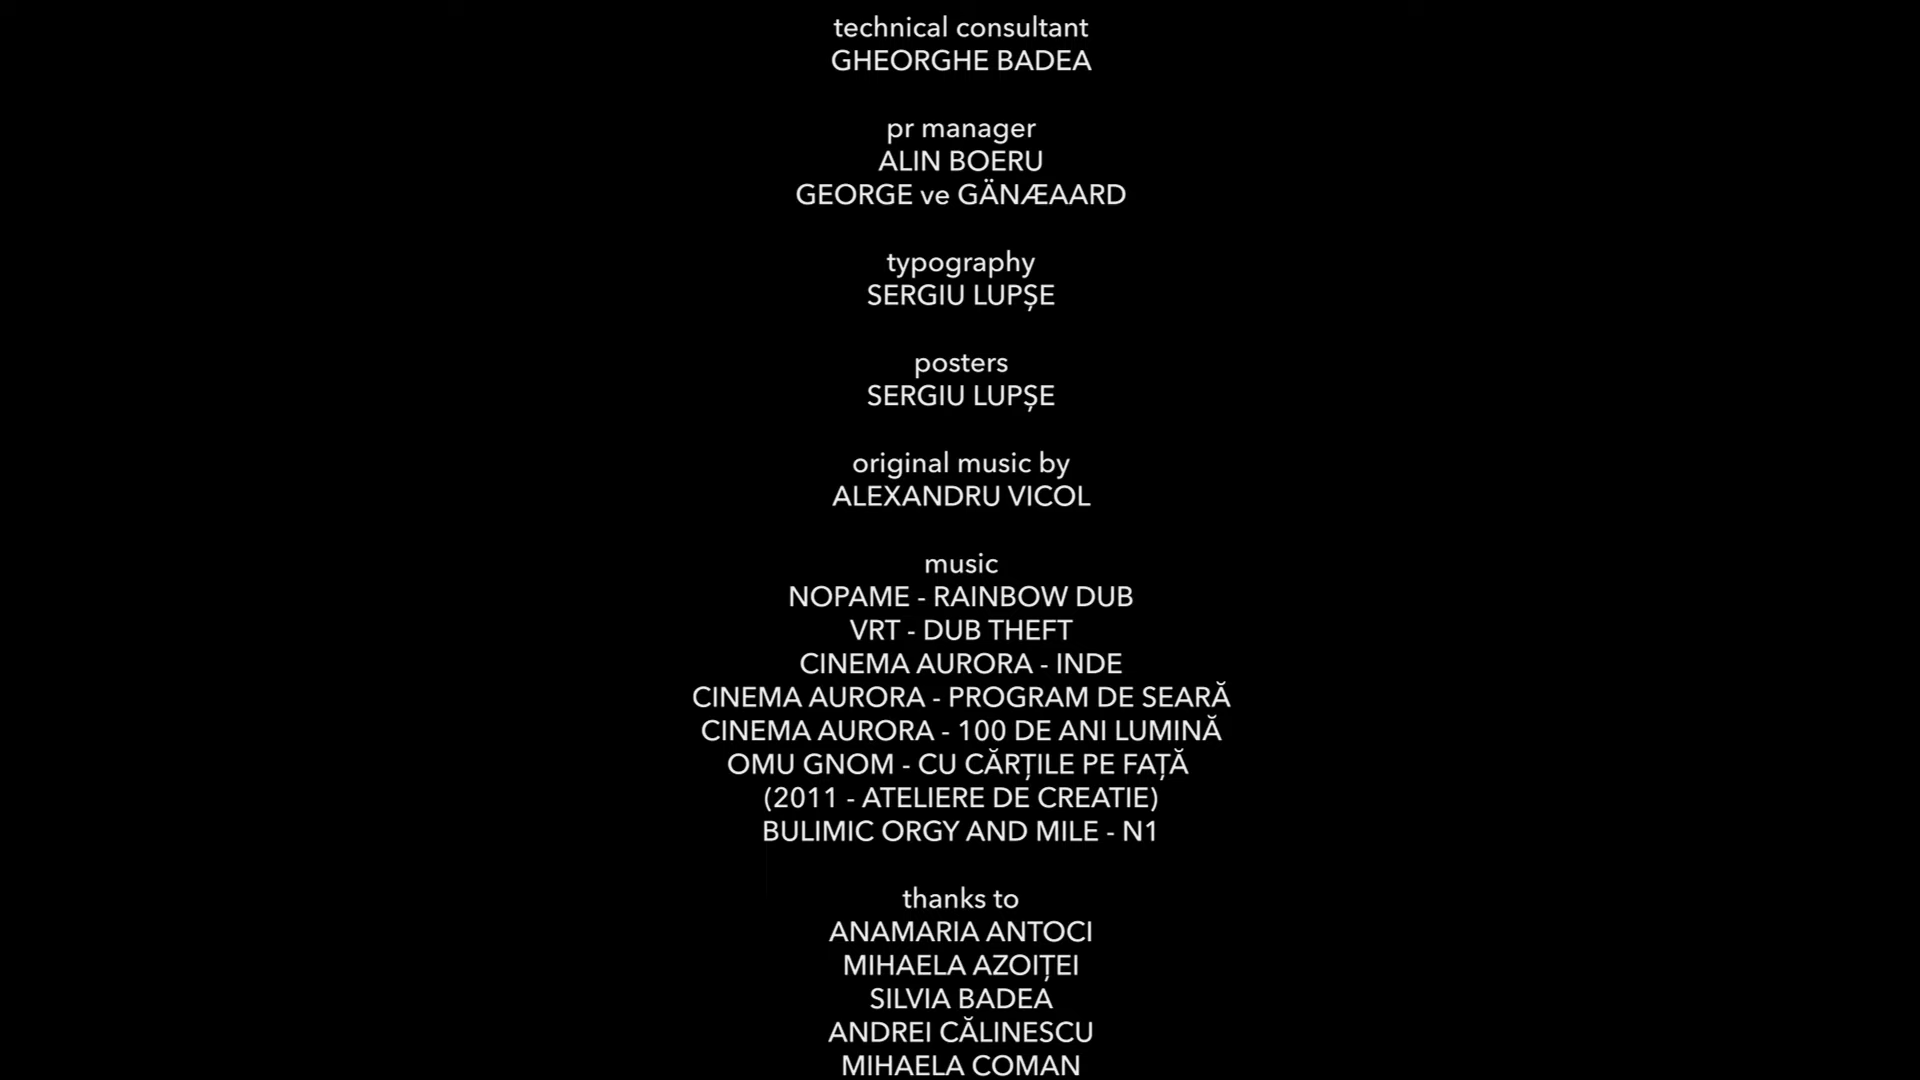 technical consultant
GHEORGHE BADEA
pr manager
ALIN BOERU
GEORGE ve GÄNÆAARD
typography
SERGIU LUPȘE
posters
SERGIU LUPȘE
original music by
ALEXANDRU VICOL
music
NOPAME - RAINBOW DUB
VRT - DUB THEFT
CINEMA AURORA - INDE
CINEMA AURORA - PROGRAM DE SEARĂ
CINEMA AURORA - 100 DE ANI LUMINĂ
OMU GNOM - CU CĂRȚILE PE FAȚĂ
(2011 - ATELIERE DE CREATIE)
BULIMIC ORGY AND MILE - N1
thanks to
ANAMARIA ANTOCI
MIHAELA AZOIȚEI
SILVIA BADEA
ANDREI CĂLINESCU
MIHAELA COMAN